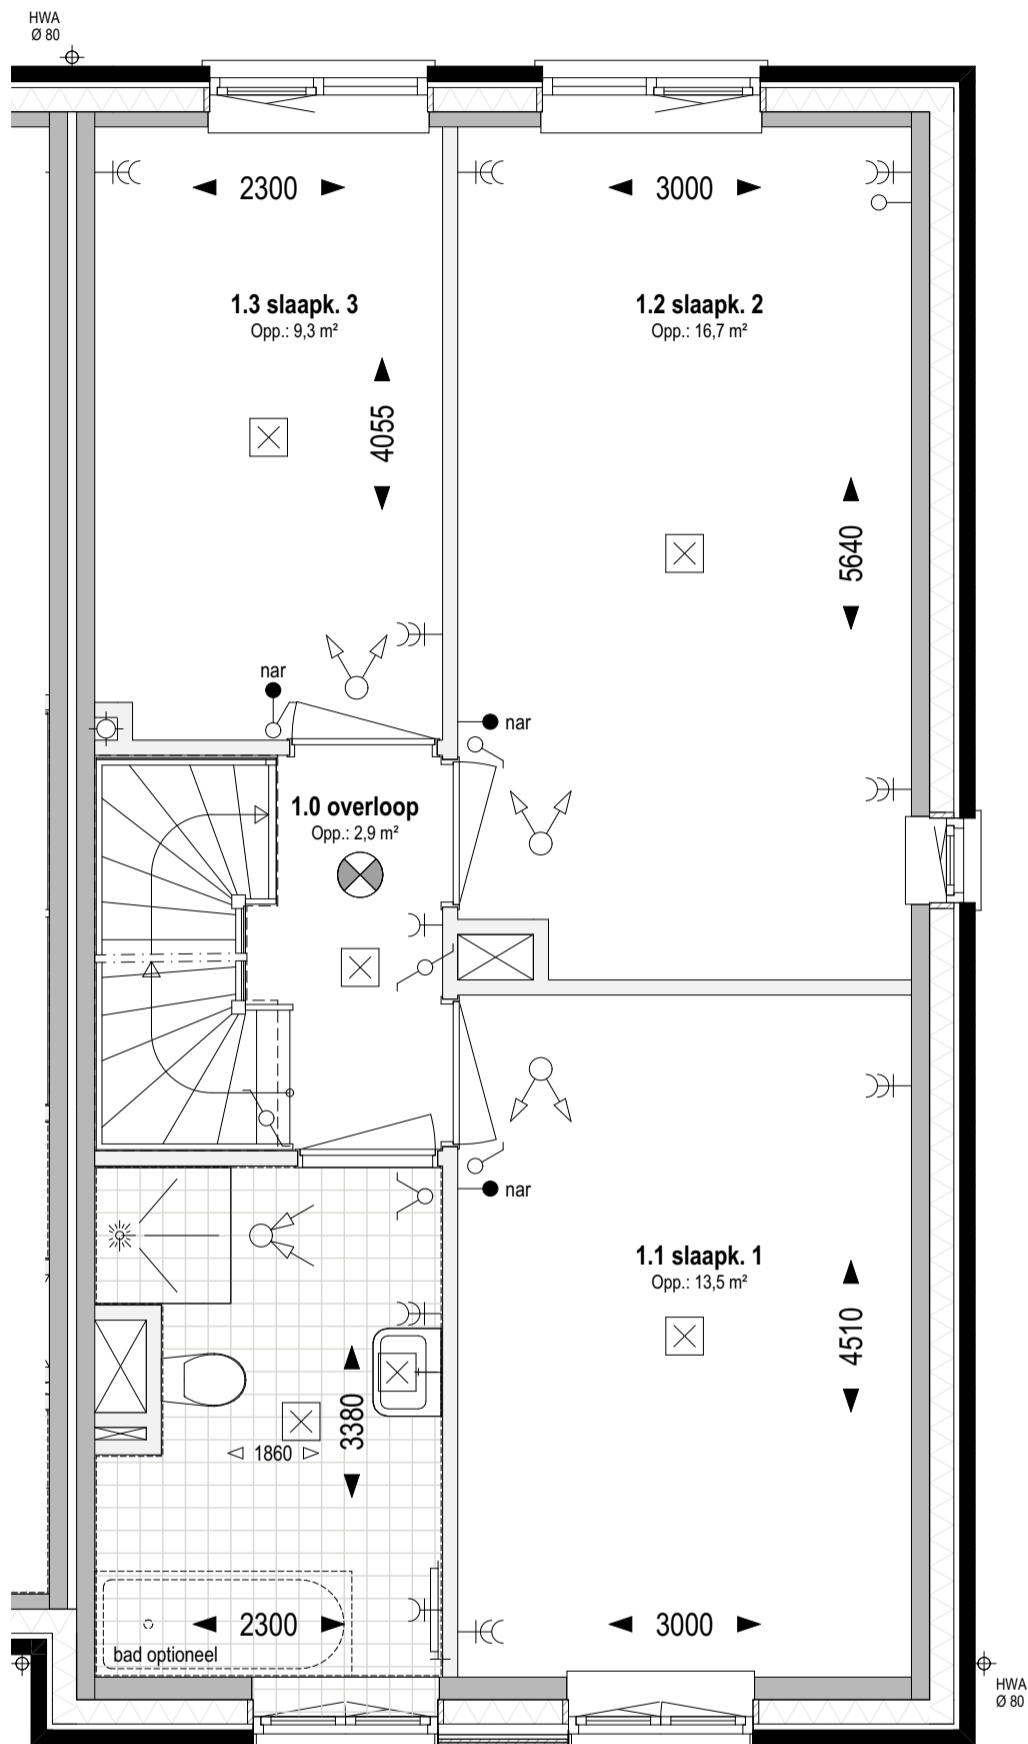 HWA
Ø 80
2300
3000
1.3 slaapk. 3
Opp.: 9,3 m²
1.2 slaapk. 2
Opp.: 16,7 m²
4055
5640
nar
nar
1.0 overloop
Opp.: 2,9 m²
nar
1.1 slaapk. 1
Opp.: 13,5 m²
4510
3380
1860
2300
3000
bad optioneel
HWA
Ø 80